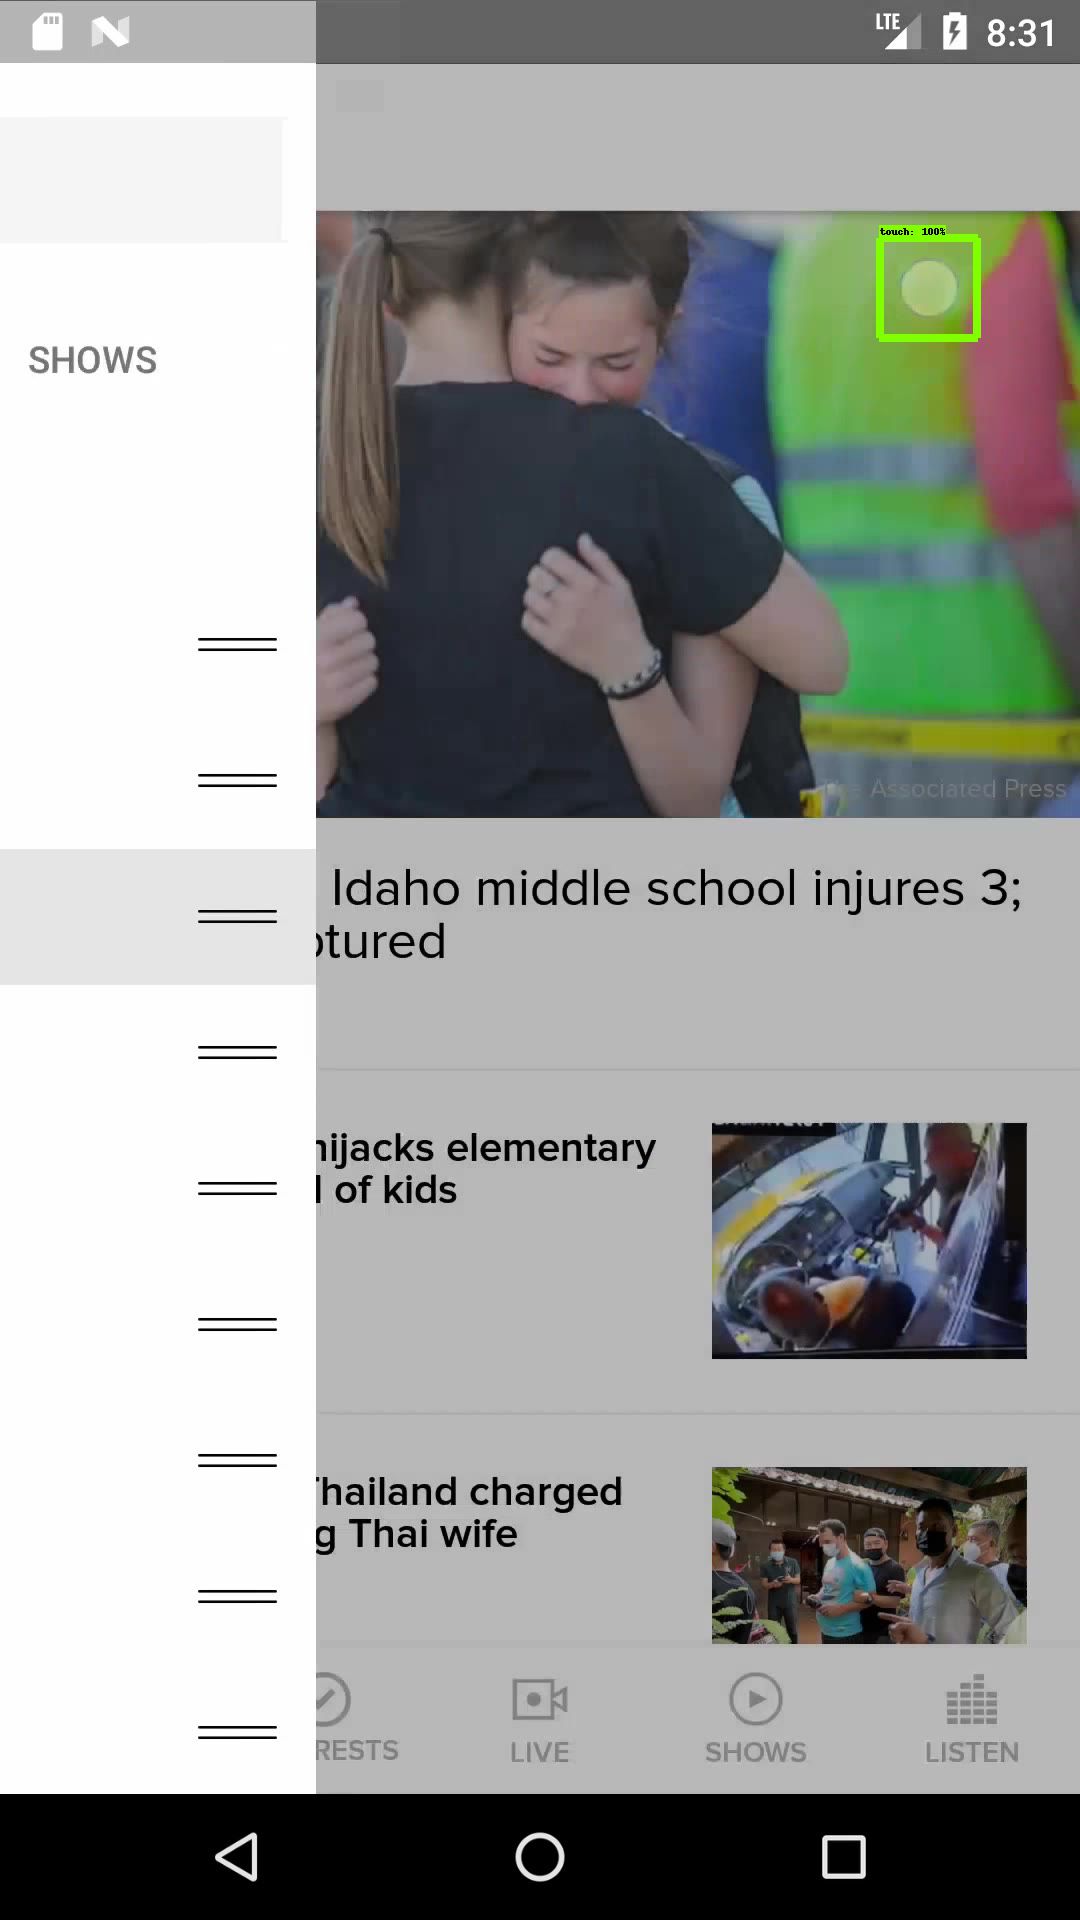 LTE 8:31
touch: 100%
SHOWS
The Associated Press
Idaho middle school injures 3;
ptured
hijacks elementary
of kids
Thailand charged
g Thai wife
RESTS
LIVE
SHOWS
LISTEN